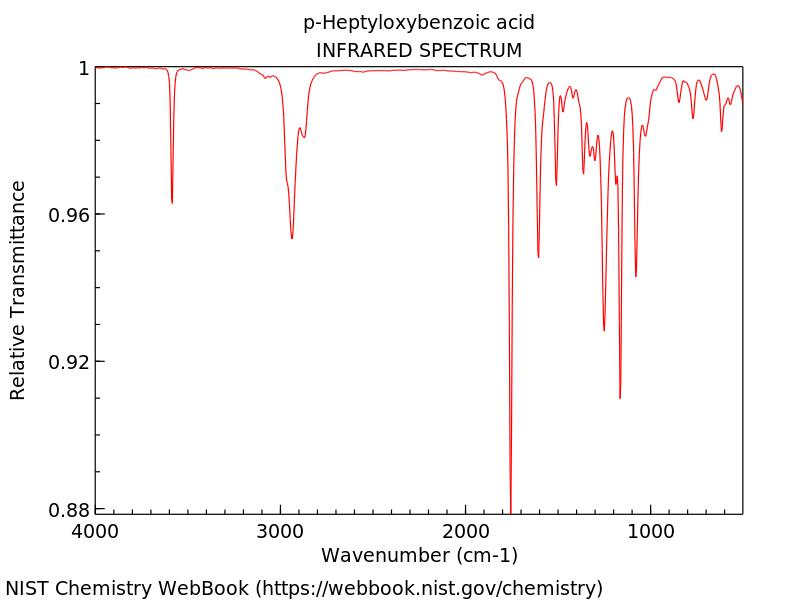 p-Heptyloxybenzoic acid
INFRARED SPECTRUM
1
0.96
0.92
0.88
Relative Transmittance
4000 3000 2000 1000
Wavenumber (cm-1)
NIST Chemistry WebBook (https://webbook.nist.gov/chemistry)